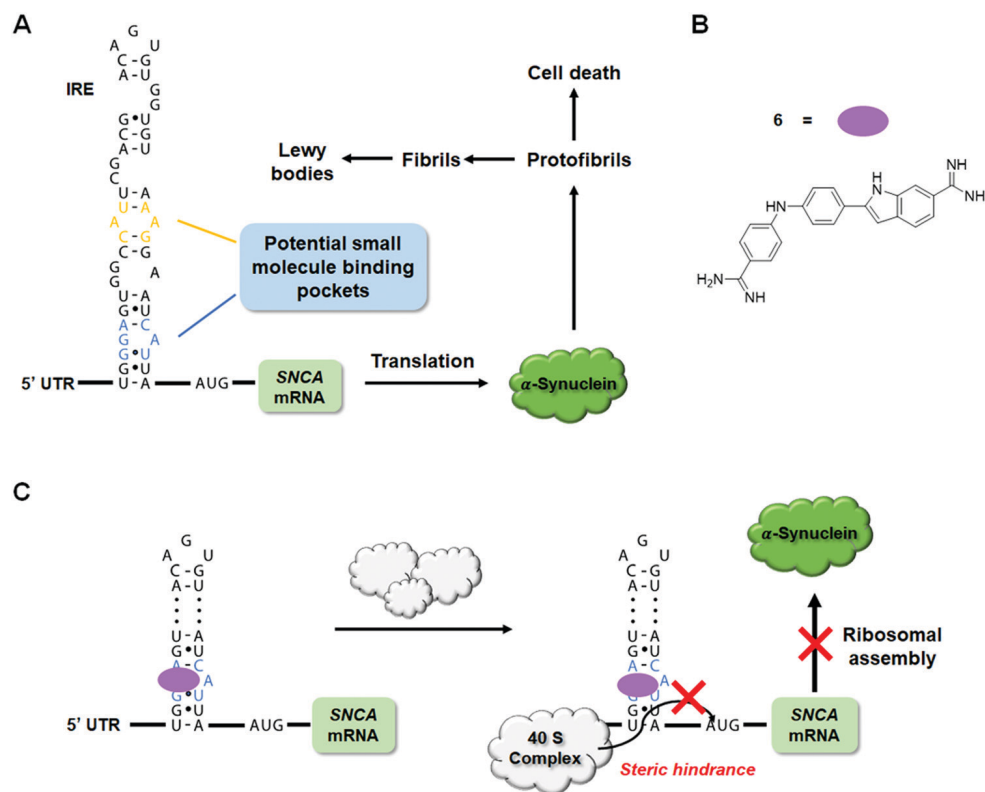 A
G
A U
C G
A - U
IRE
G
G
G • U
C - G
A - U
G
C
U - A
U - A
A A
C G
C - G
G
G A
U - A
G • U
A - C
G A
G • U
G U
U - A
5' UTR
AUG
SNCA
mRNA
Potential small
molecule binding
pockets
Translation
α-Synuclein
Protofibrils
Fibrils
Lewy
bodies
Cell death
B
6 =
NH
NH2
H
N
HN
H2N
NH
C
G
A U
C G
A - U
U - A
G • U
A - C
A
G U
G U
U - A
5' UTR
AUG
SNCA
mRNA
G
A U
C G
A - U
U - A
G • U
A - C
A
G U
G U
U - A
40 S
Complex
Steric hindrance
AUG
SNCA
mRNA
Ribosomal
assembly
α-Synuclein